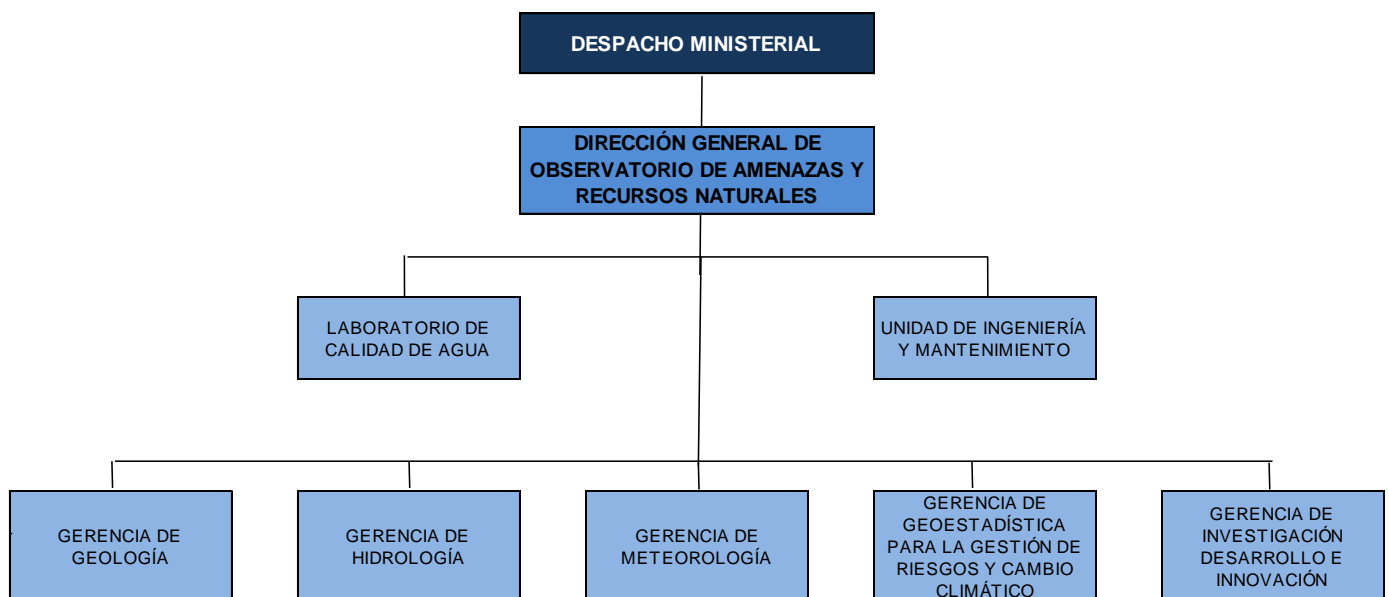 DESPACHO MINISTERIAL
DIRECCIÓN GENERAL DE
OBSERVATORIO DE AMENAZAS Y
RECURSOS NATURALES
LABORATORIO DE
CALIDAD DE AGUA
UNIDAD DE INGENIERÍA
Y MANTENIMIENTO
GERENCIA DE
GEOLOGÍA
GERENCIA DE
HIDROLOGÍA
GERENCIA DE
METEOROLOGÍA
GERENCIA DE
GEOESTADÍSTICA
PARA LA GESTIÓN DE
RIESGOS Y CAMBIO
CLIMÁTICO
GERENCIA DE
INVESTIGACIÓN
DESARROLLO E
INNOVACIÓN